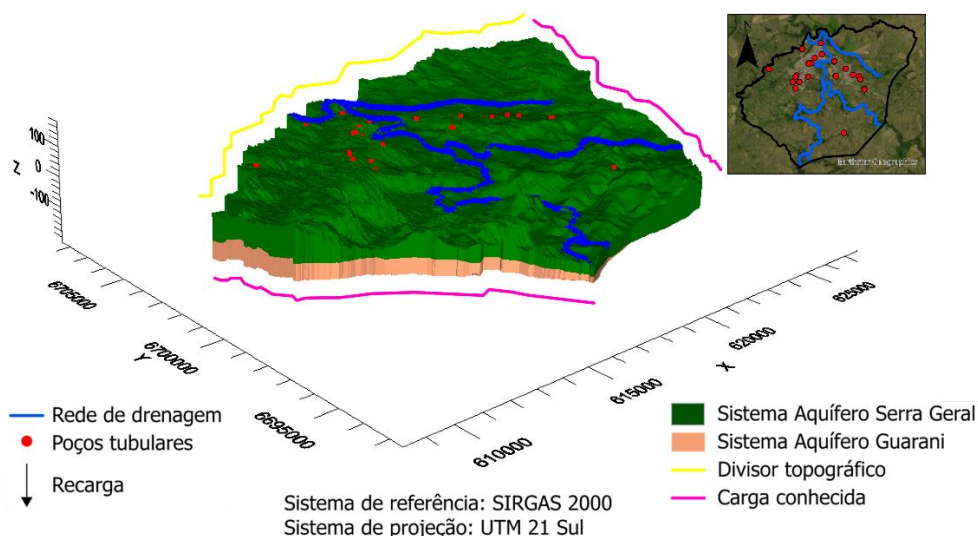 N
Earthstar Geographics
Z
100
0
-100
6705000
6700000
6695000
Y
610000
615000
620000
625000
X
Rede de drenagem
Poços tubulares
Recarga
Sistema Aquífero Serra Geral
Sistema Aquífero Guarani
Divisor topográfico
Carga conhecida
Sistema de referência: SIRGAS 2000
Sistema de projeção: UTM 21 Sul